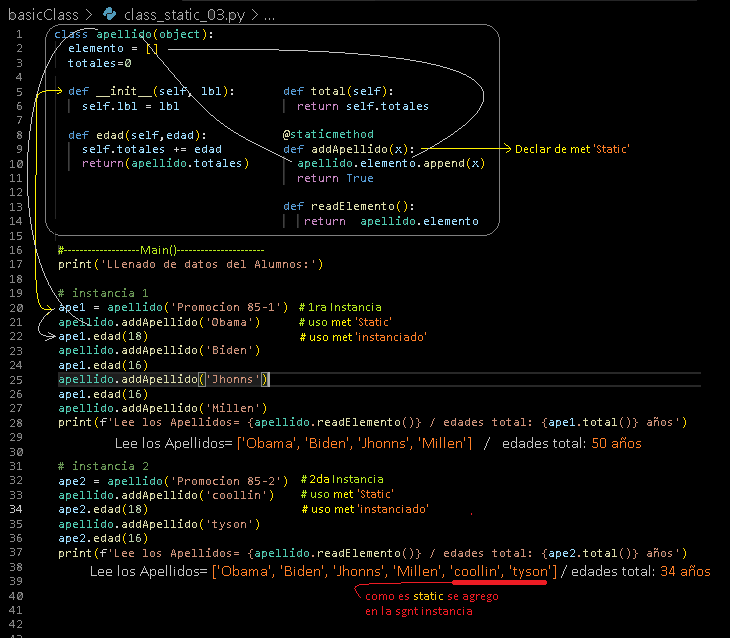 basicClass > class_static_03.py > ...
1 class apellido(object):
2 elemento = []
3 totales=0
4
5 def __init__(self, lbl): def total(self):
6 self.lbl = lbl return self.totales
7
8 def edad(self,edad): @staticmethod
9 self.totales += edad def addApellido(x): Declar de met 'Static'
10 return(apellido.totales) apellido.elemento.append(x)
11 return True
12
13 def readElemento():
14 return apellido.elemento
15
16 #-------------------Main()----------------------
17 print('LLenado de datos del Alumnos:')
18
19 # instancia 1
20 ape1 = apellido('Promocion 85-1') # 1ra Instancia
21 apellido.addApellido('Obama') # uso met 'Static'
22 ape1.edad(18) # uso met 'instanciado'
23 apellido.addApellido('Biden')
24 ape1.edad(16)
25 apellido.addApellido('Jhonns')
26 ape1.edad(16)
27 apellido.addApellido('Millen')
28 print(f'Lee los Apellidos= {apellido.readElemento()} / edades total: {ape1.total()} años')
29 Lee los Apellidos= ['Obama', 'Biden', 'Jhonns', 'Millen'] / edades total: 50 años
30
31 # instancia 2
32 ape2 = apellido('Promocion 85-2') # 2da Instancia
33 apellido.addApellido('coollin') # uso met 'Static'
34 ape2.edad(18) # uso met 'instanciado'
35 apellido.addApellido('tyson')
36 ape2.edad(16)
37 print(f'Lee los Apellidos= {apellido.readElemento()} / edades total: {ape2.total()} años')
38 Lee los Apellidos= ['Obama', 'Biden', 'Jhonns', 'Millen', 'coollin', 'tyson'] / edades total: 34 años
39
40 como es static se agrego
41 en la sgnt instancia
42
43